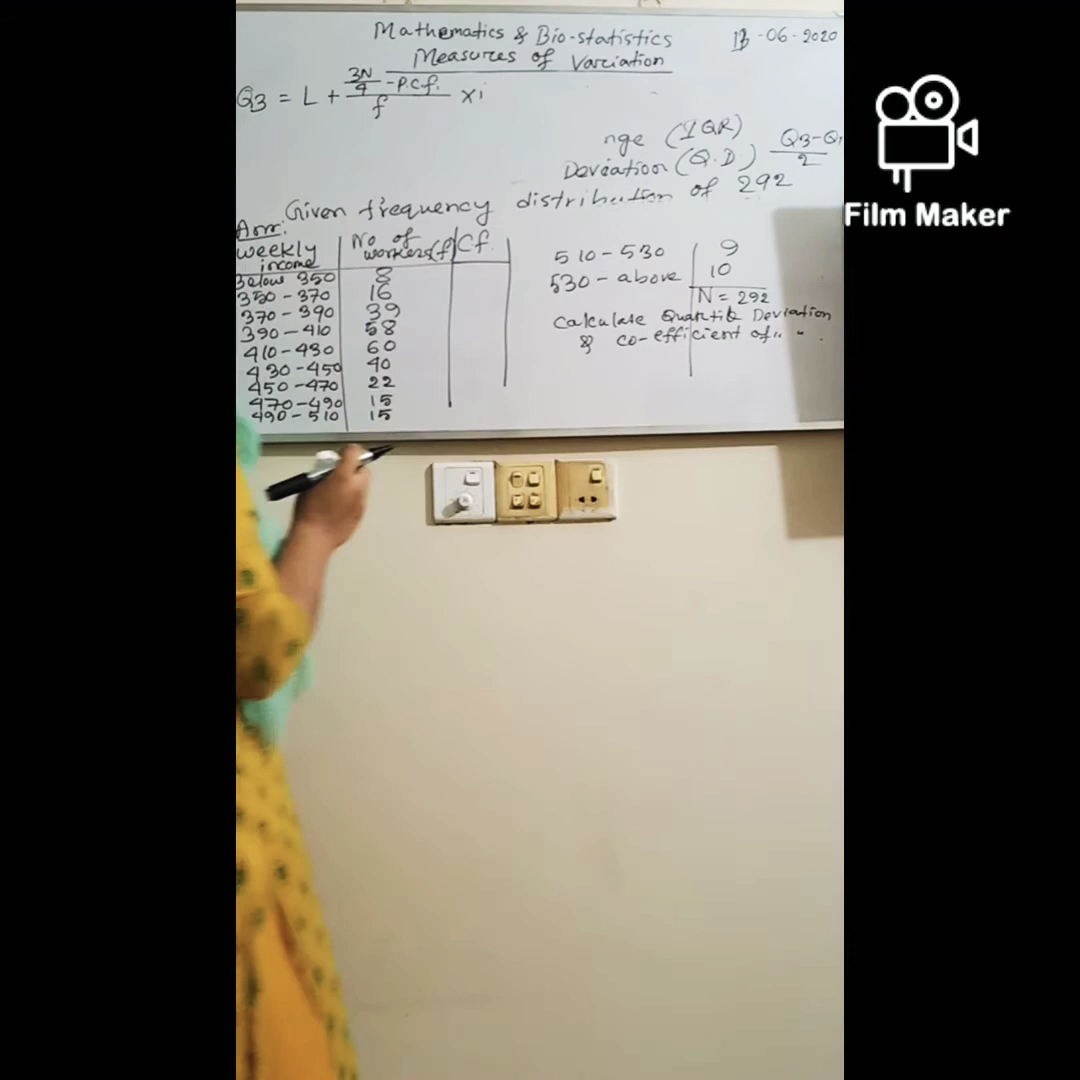 Mathematics & Bio-statistics
13-06-2020
Measures of Variation
Q3 = L + 3N/4 - P.C.f. / f × i
nge (IQR)
Deviation (Q.D) Q3-Q1 / 2
Given frequency distribution of 292
weekly income | No of workers(f) | Cf.
Below 350 8
350-370 16
370-390 39
390-410 58
410-430 60
430-450 40
450-470 22
470-490 15
490-510 15
510-530 9
530-above 10
N = 292
Calculate Quartile Deviation
& co-efficient of " " .
Film Maker